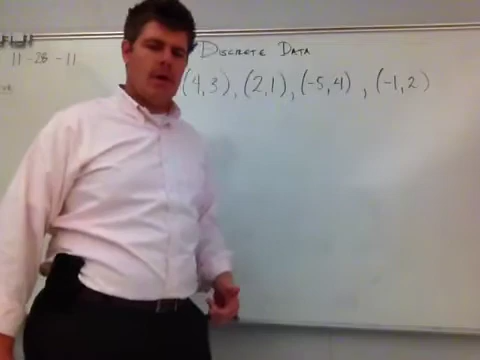 Discrete Data
11-28-11
(4,3), (2,1), (-5,4), (-1,2)